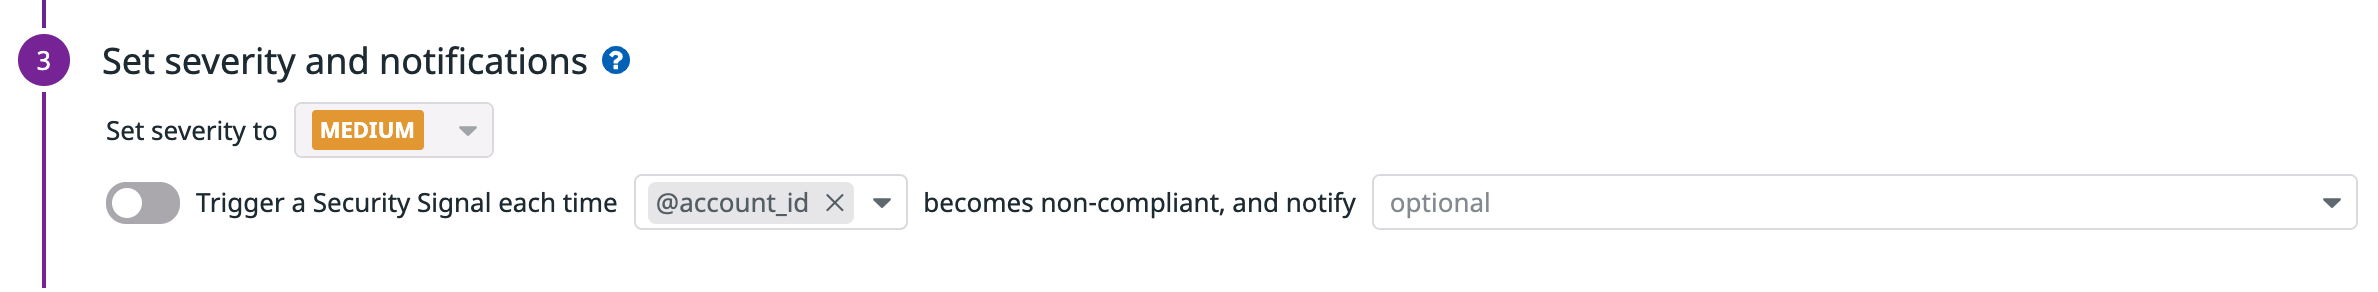 3 Set severity and notifications ?
Set severity to MEDIUM
Trigger a Security Signal each time @account_id becomes non-compliant, and notify optional